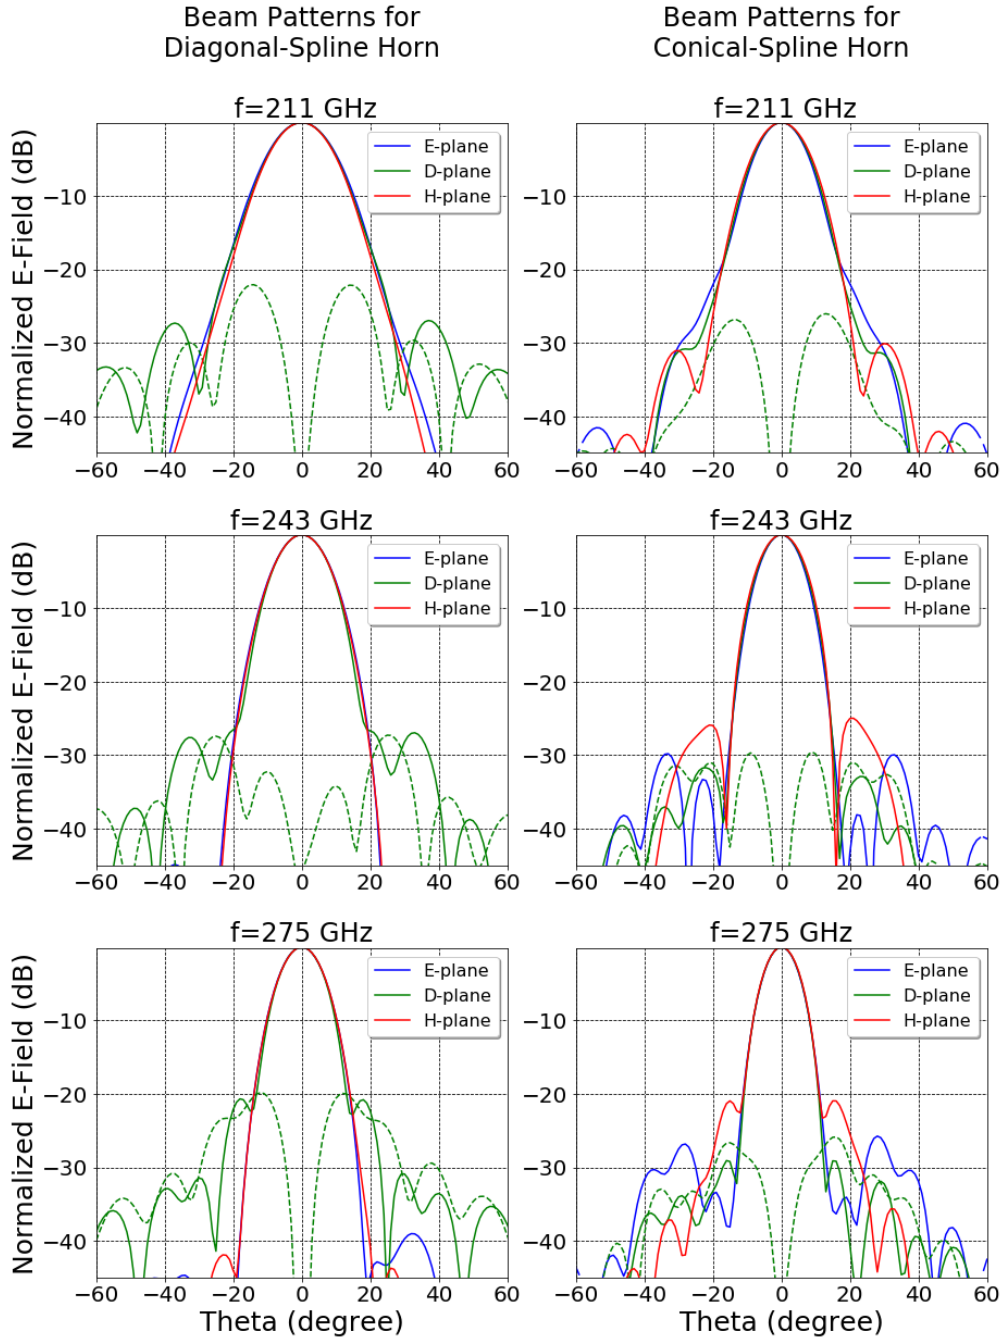 Beam Patterns for
Diagonal-Spline Horn
Beam Patterns for
Conical-Spline Horn
f=211 GHz
Normalized E-Field (dB)
−10
−20
−30
−40
−60
−40
−20
0
20
40
60
E-plane
D-plane
H-plane
f=211 GHz
−10
−20
−30
−40
−60
−40
−20
0
20
40
60
E-plane
D-plane
H-plane
f=243 GHz
Normalized E-Field (dB)
−10
−20
−30
−40
−60
−40
−20
0
20
40
60
E-plane
D-plane
H-plane
f=243 GHz
−10
−20
−30
−40
−60
−40
−20
0
20
40
60
E-plane
D-plane
H-plane
f=275 GHz
Normalized E-Field (dB)
−10
−20
−30
−40
−60
−40
−20
0
20
40
60
E-plane
D-plane
H-plane
Theta (degree)
f=275 GHz
−10
−20
−30
−40
−60
−40
−20
0
20
40
60
E-plane
D-plane
H-plane
Theta (degree)